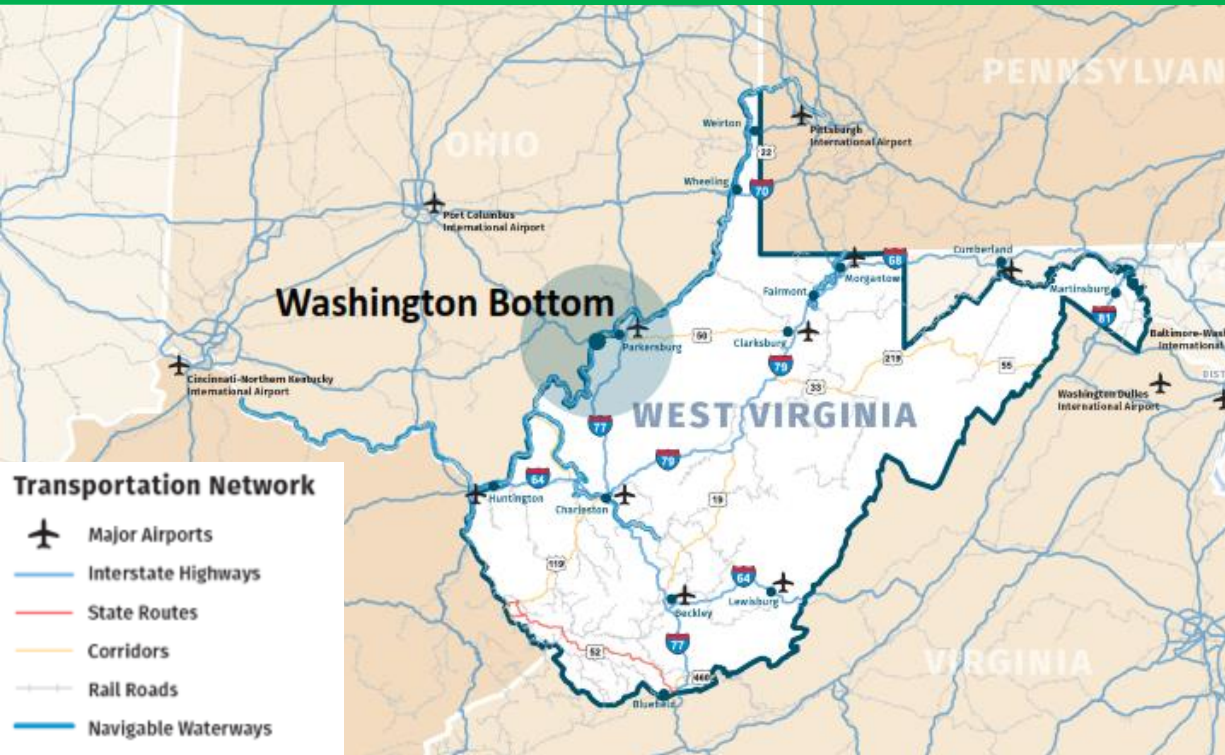 PENNSYLVAN
OHIO
Weirton
Pittsburgh
International Airport
22
Wheeling
70
Port Columbus
International Airport
Cumberland
68
Morgantow
Washington Bottom
Fairmont
Martinsburg
81
Parkersburg
50
Clarksburg
Baltimore-Wash
International
219
79
55
33
DIST
Cincinnati-Northern Kentucky
International Airport
Washington Dulles
International Airport
WEST VIRGINIA
77
79
64
Huntington
Charleston
19
119
64
Beckley
Lewisburg
77
52
VIRGINIA
460
Bluefield
Transportation Network
Major Airports
Interstate Highways
State Routes
Corridors
Rail Roads
Navigable Waterways